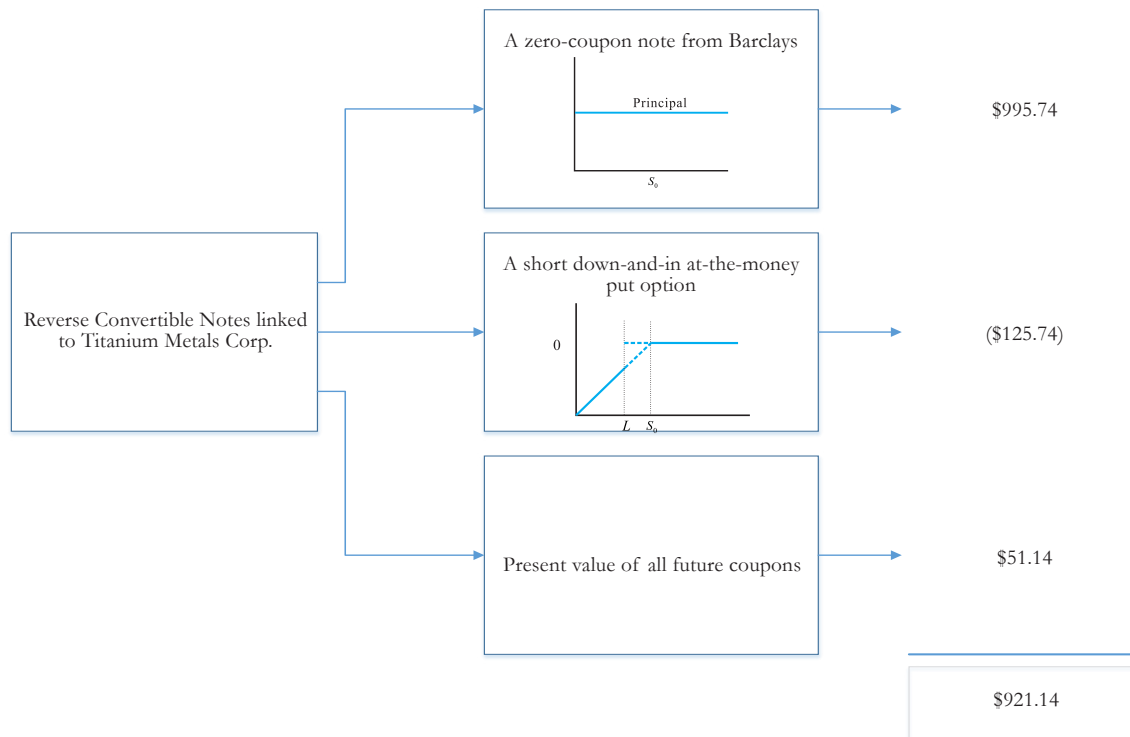 A zero-coupon note from Barclays
Principal
S₀
$995.74
Reverse Convertible Notes linked
to Titanium Metals Corp.
A short down-and-in at-the-money
put option
0
L S₀
($125.74)
Present value of all future coupons
$51.14
$921.14